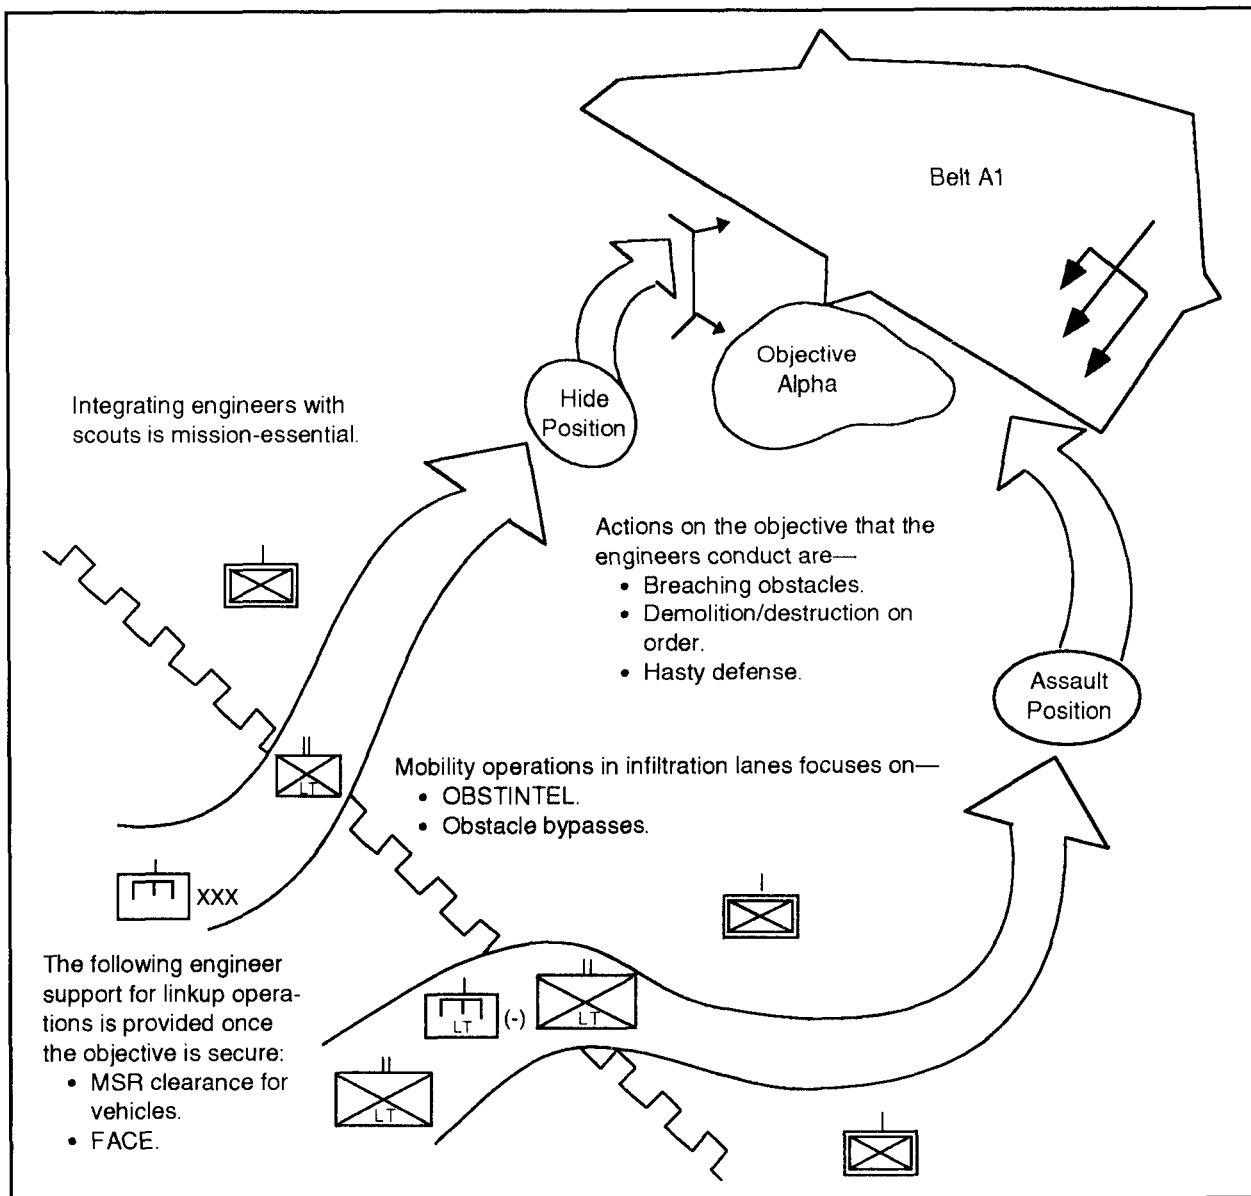 Belt A1
Objective
Alpha
Hide
Position
Integrating engineers with
scouts is mission-essential.
Actions on the objective that the
engineers conduct are—
• Breaching obstacles.
• Demolition/destruction on
order.
• Hasty defense.
Assault
Position
LT
Mobility operations in infiltration lanes focuses on—
• OBSTINTEL.
• Obstacle bypasses.
XXX
The following engineer
support for linkup opera-
tions is provided once
the objective is secure:
• MSR clearance for
vehicles.
• FACE.
LT
(-)
LT
LT